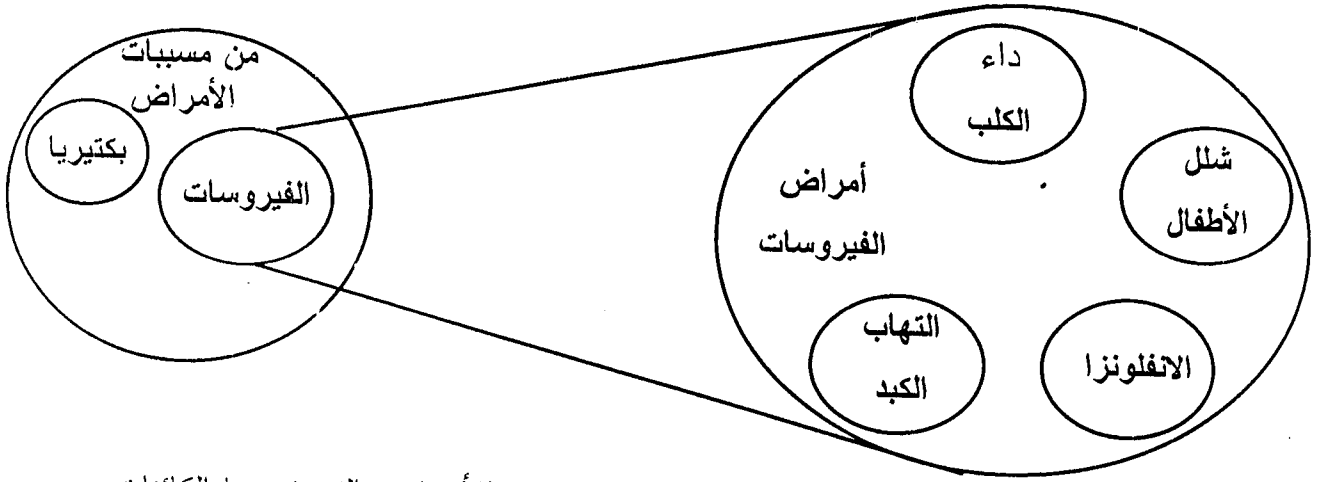 من مسببات
الأمراض
بكتيريا
الفيروسات
داء
الكلب
شلل
الأطفال
أمراض
الفيروسات
التهاب
الكبد
الانفلونزا